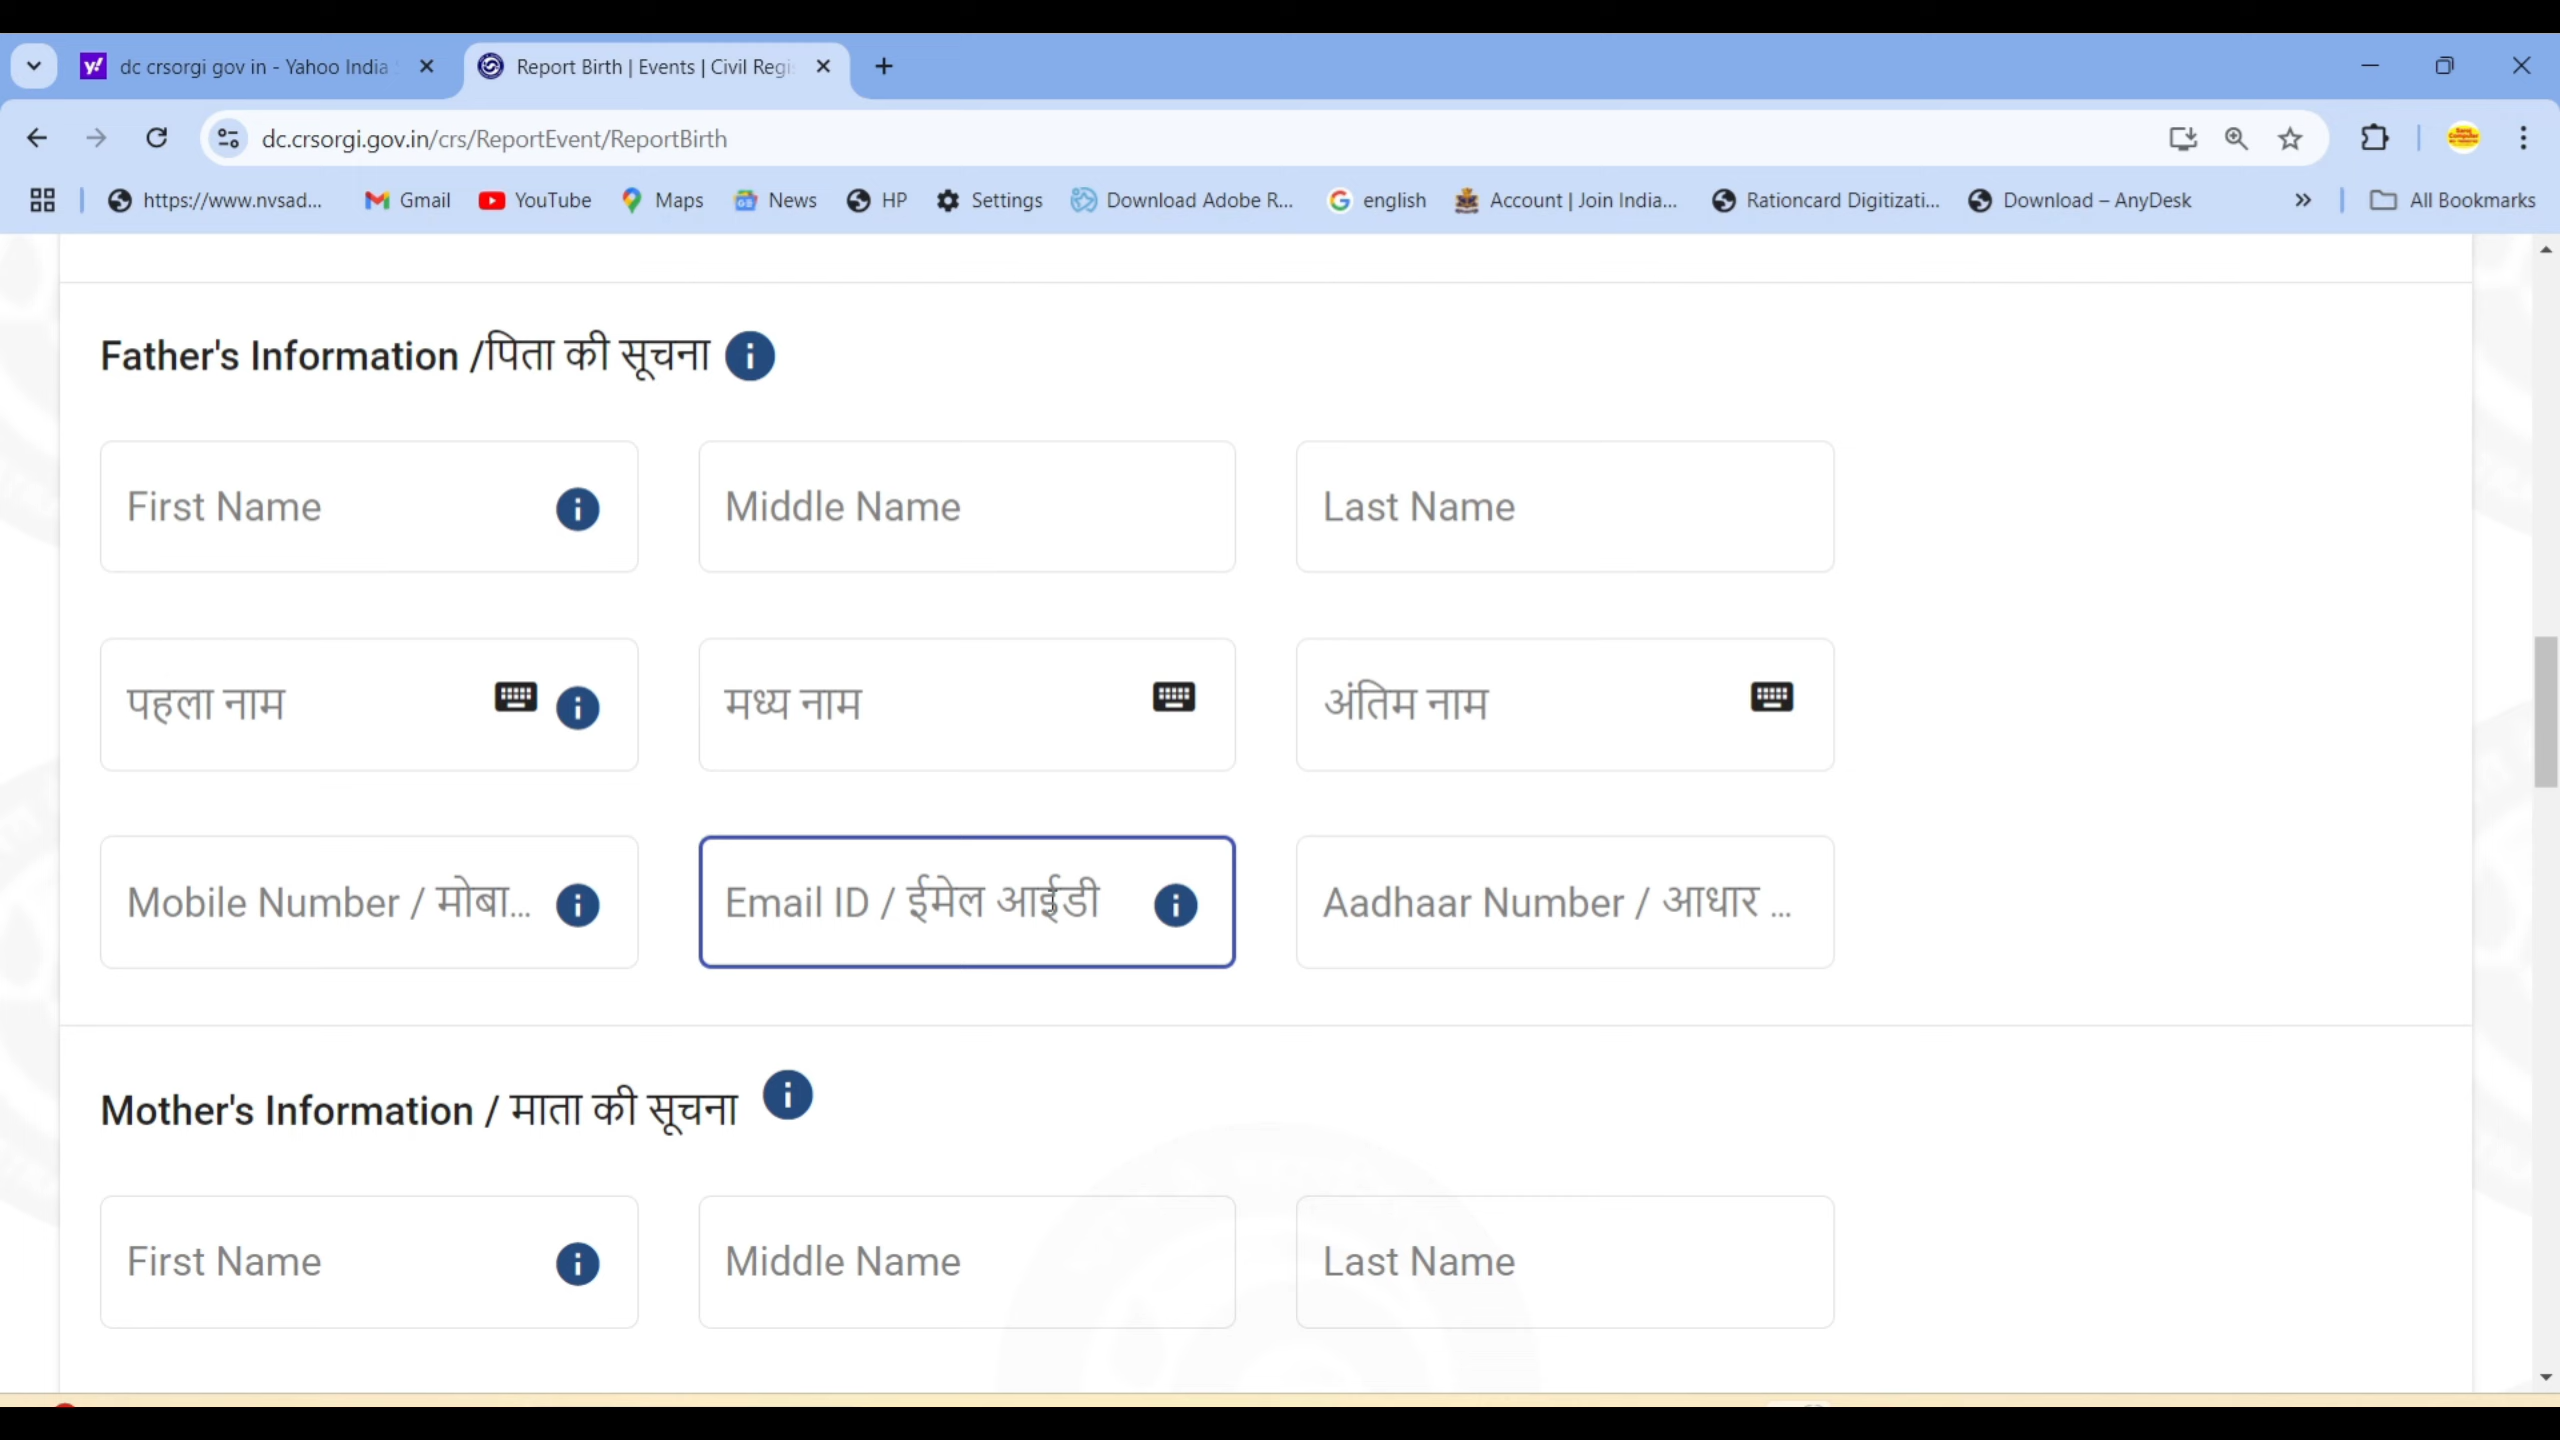 dc crsorgi gov in - Yahoo India
Report Birth | Events | Civil Regi
dc.crsorgi.gov.in/crs/ReportEvent/ReportBirth
https://www.nvsad... Gmail YouTube Maps News HP Settings Download Adobe R... english Account | Join India... Rationcard Digitizati... Download – AnyDesk » All Bookmarks
Father's Information /पिता की सूचना
First Name Middle Name Last Name
पहला नाम मध्य नाम अंतिम नाम
Mobile Number / मोबा... Email ID / ईमेल आईडी Aadhaar Number / आधार ...
Mother's Information / माता की सूचना
First Name Middle Name Last Name